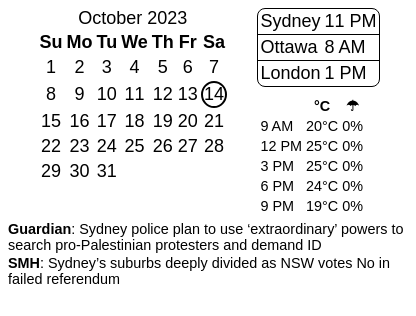 October 2023
Su Mo Tu We Th Fr Sa
1 2 3 4 5 6 7
8 9 10 11 12 13 14
15 16 17 18 19 20 21
22 23 24 25 26 27 28
29 30 31
Sydney 11 PM
Ottawa 8 AM
London 1 PM
°C ☂
9 AM 20°C 0%
12 PM 25°C 0%
3 PM 25°C 0%
6 PM 24°C 0%
9 PM 19°C 0%
Guardian: Sydney police plan to use ‘extraordinary’ powers to
search pro-Palestinian protesters and demand ID
SMH: Sydney’s suburbs deeply divided as NSW votes No in
failed referendum